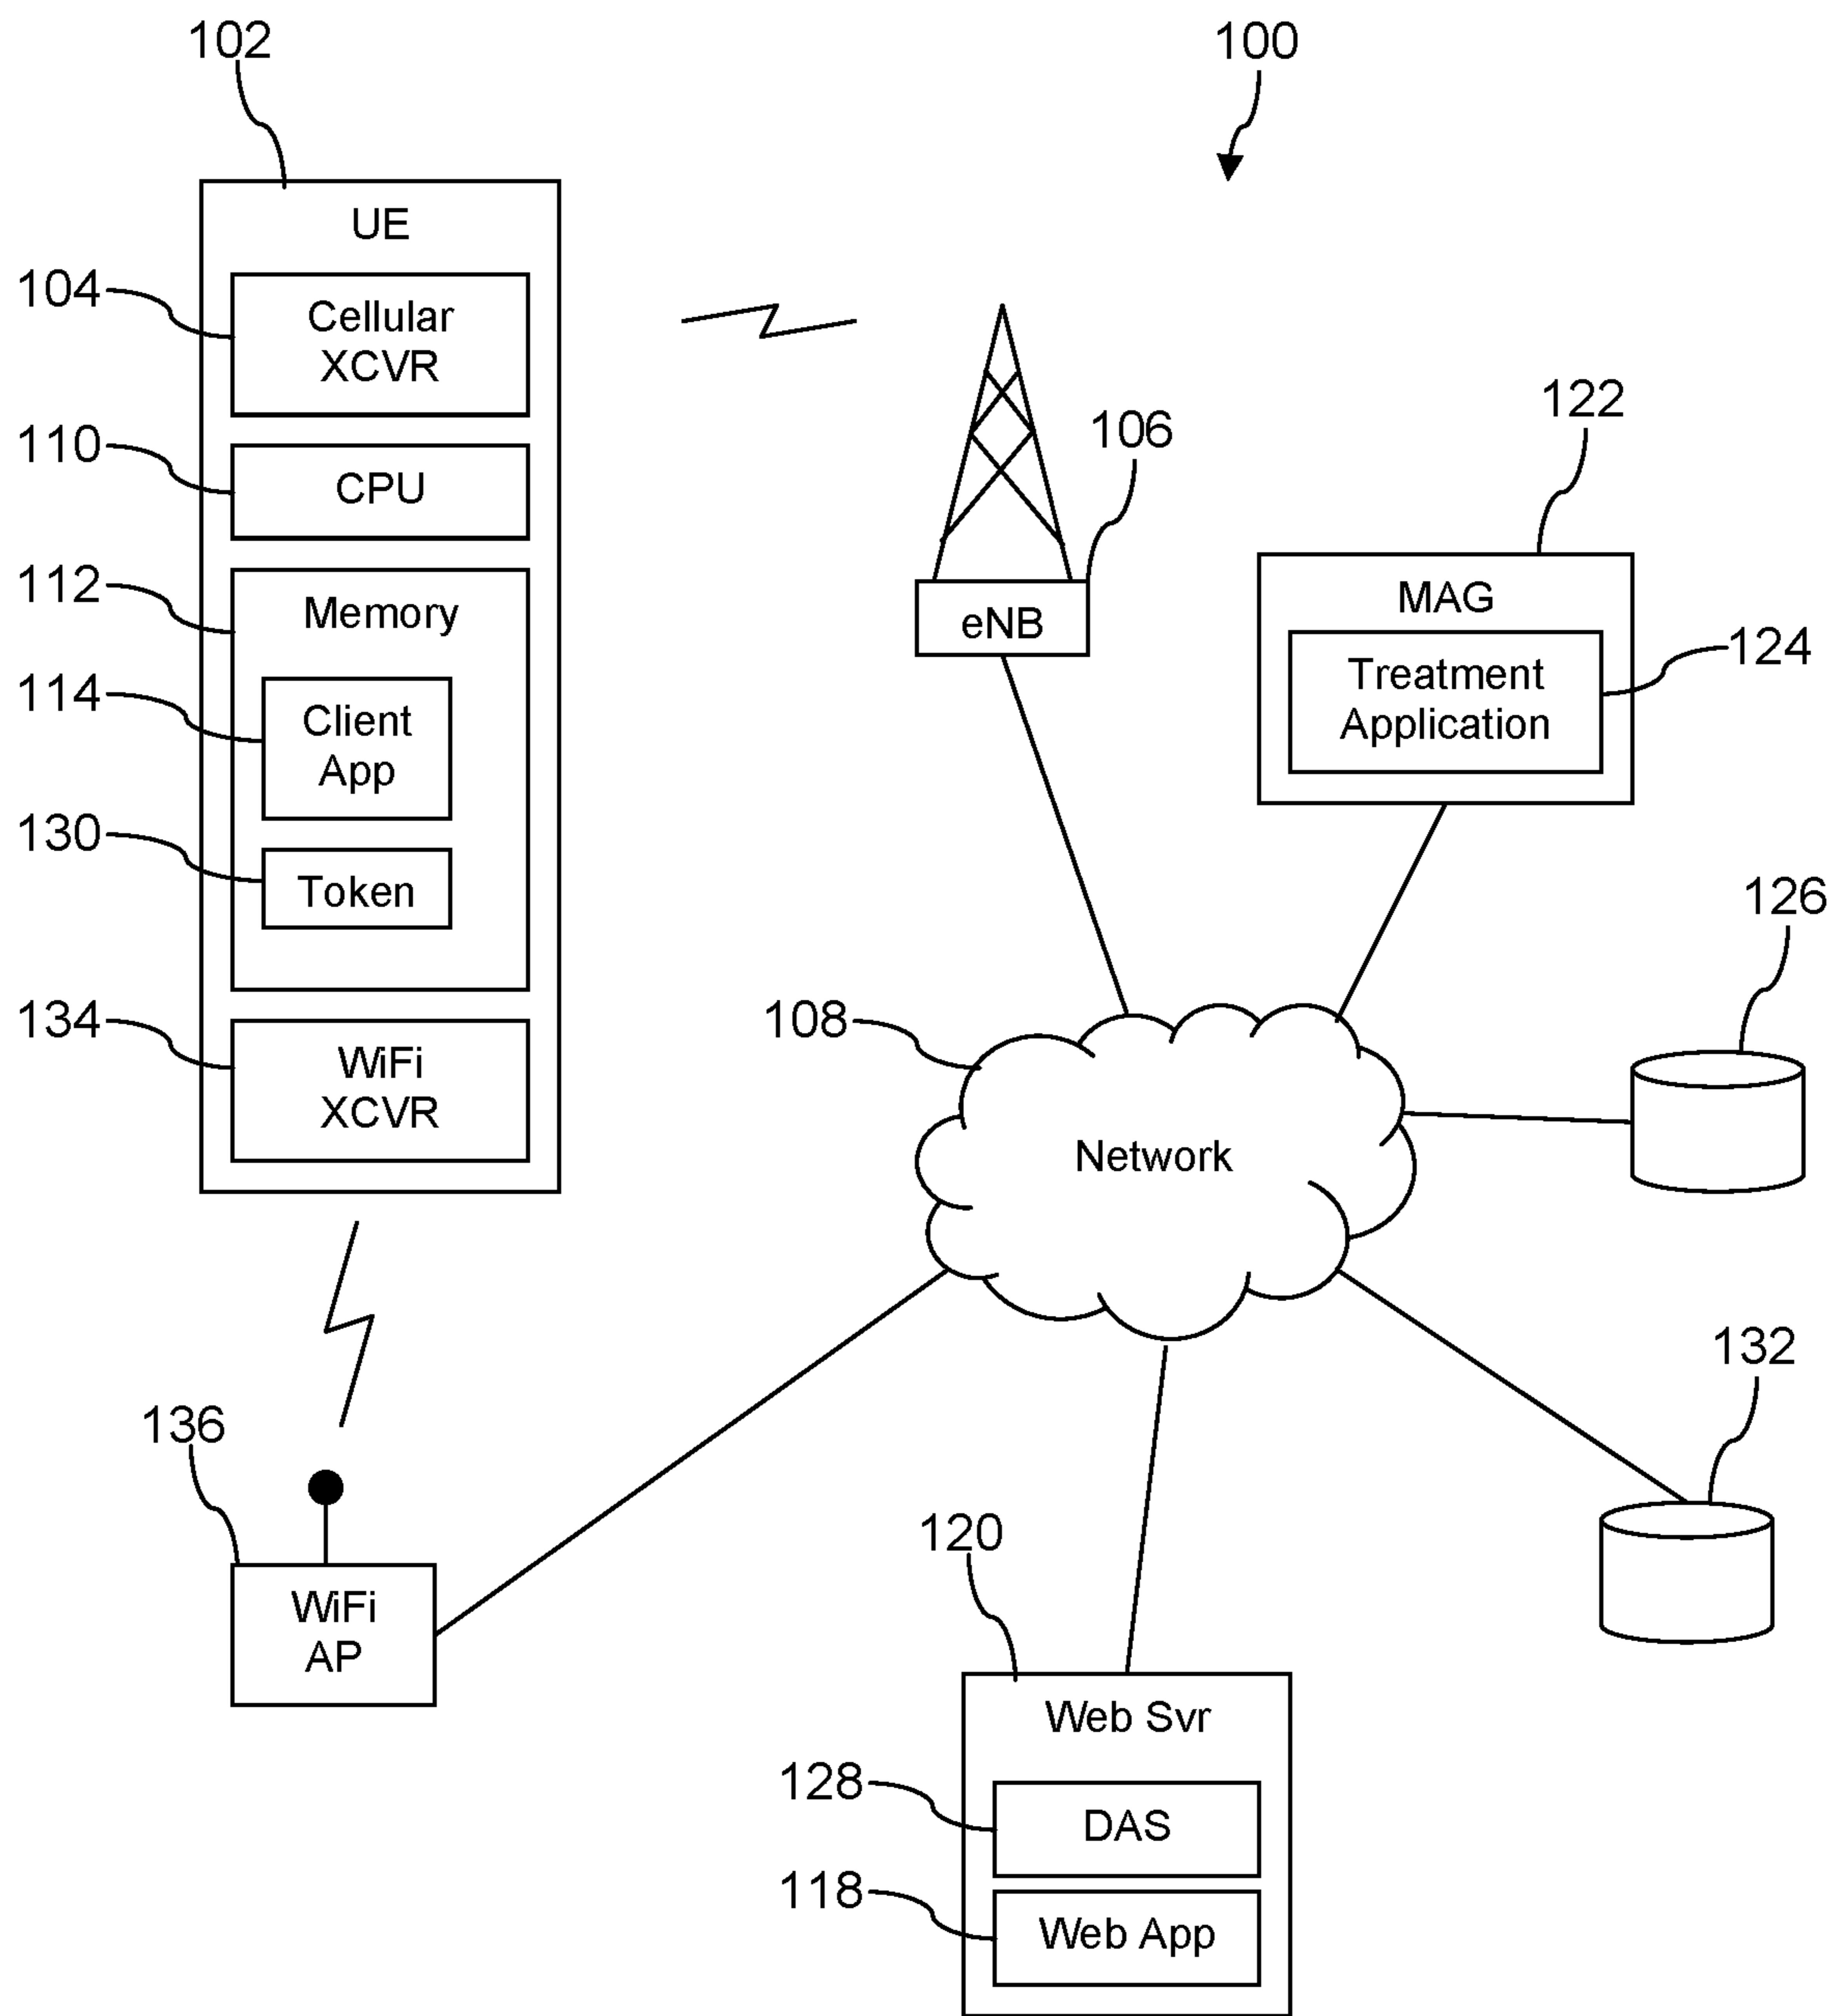 102
100
UE
104
Cellular
XCVR
110
CPU
106
122
112
Memory
eNB
MAG
124
Treatment
Application
114
Client
App
130
Token
126
134
WiFi
XCVR
108
Network
132
136
WiFi
AP
120
Web Svr
128
DAS
118
Web App